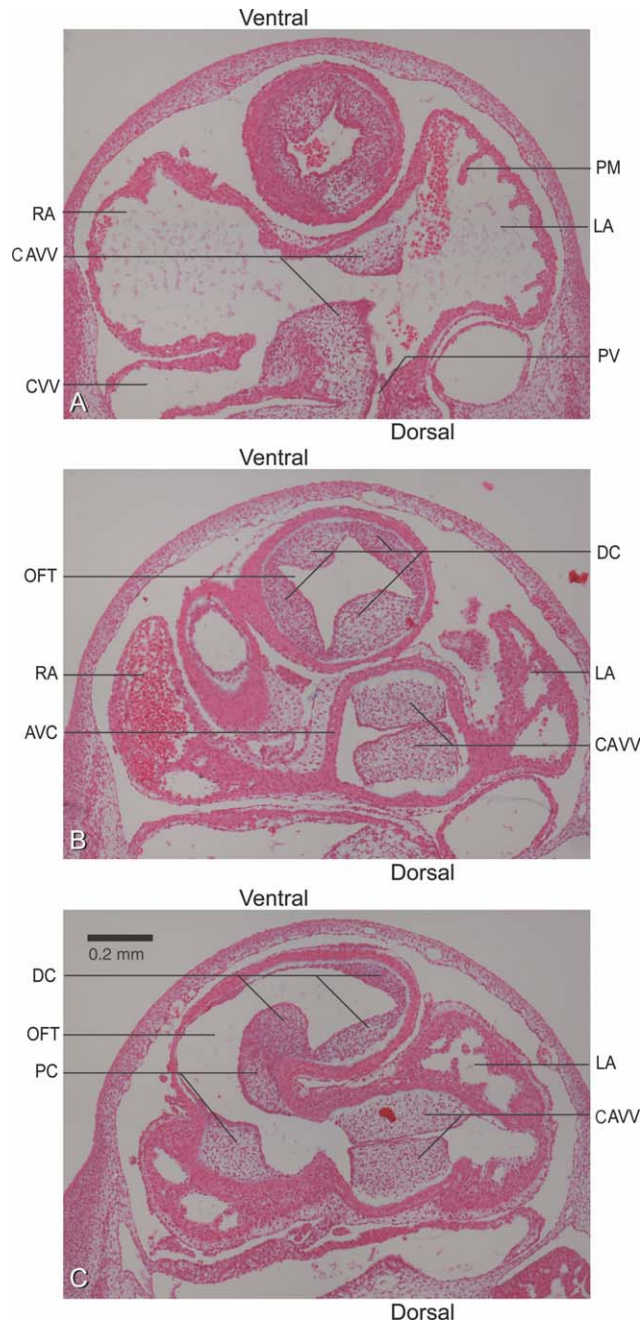 Ventral
PM
RA
LA
CAVV
PV
CVV
A
Dorsal
Ventral
DC
OFT
RA
LA
AVC
CAVV
B
Dorsal
Ventral
0.2 mm
DC
OFT
LA
PC
CAVV
C
Dorsal